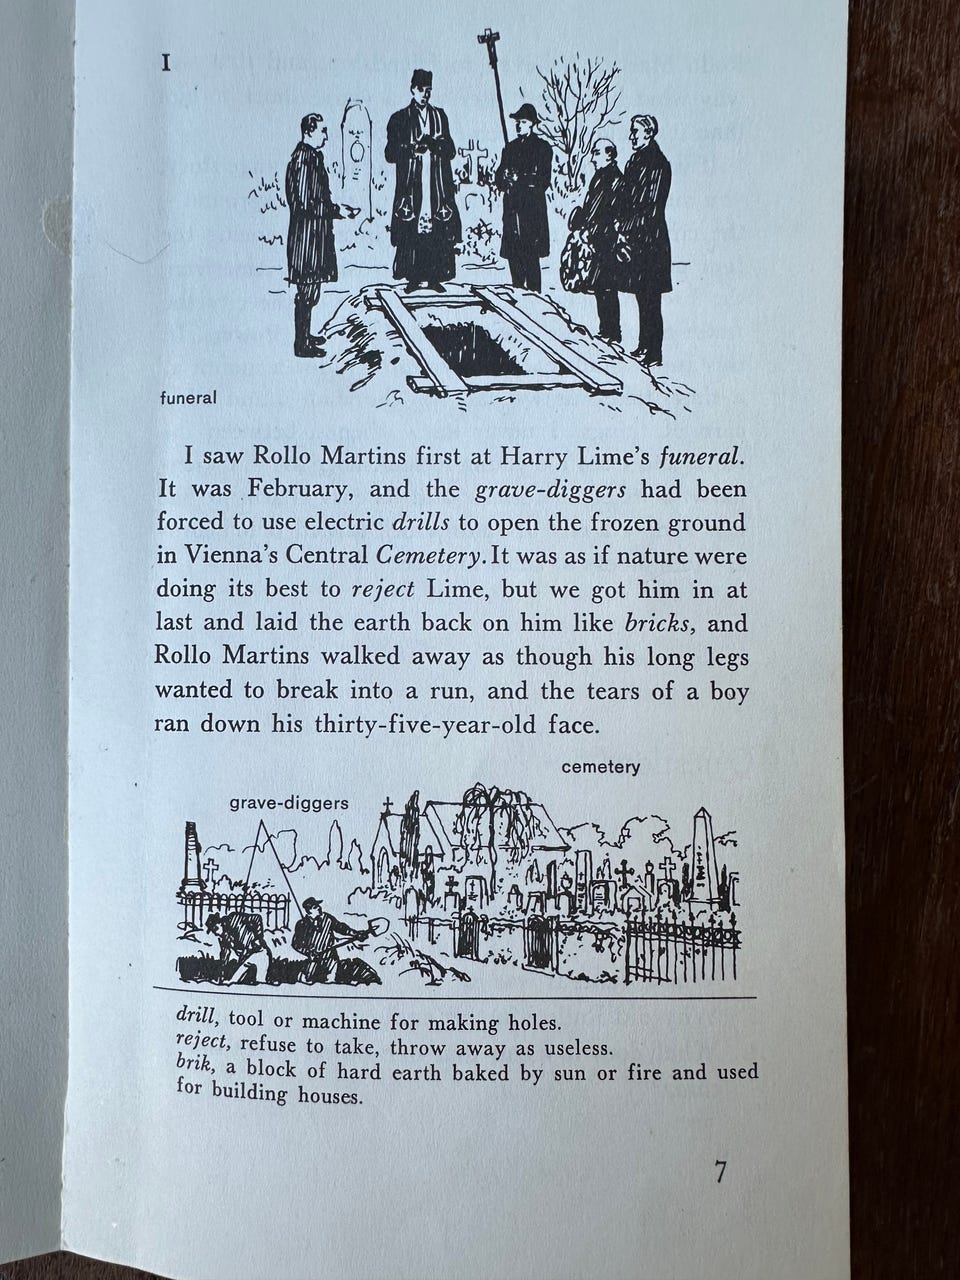 I
funeral
I saw Rollo Martins first at Harry Lime's funeral.
It was February, and the grave-diggers had been
forced to use electric drills to open the frozen ground
in Vienna's Central Cemetery. It was as if nature were
doing its best to reject Lime, but we got him in at
last and laid the earth back on him like bricks, and
Rollo Martins walked away as though his long legs
wanted to break into a run, and the tears of a boy
ran down his thirty-five-year-old face.
cemetery
grave-diggers
drill, tool or machine for making holes.
reject, refuse to take, throw away as useless.
brik, a block of hard earth baked by sun or fire and used
for building houses.
7